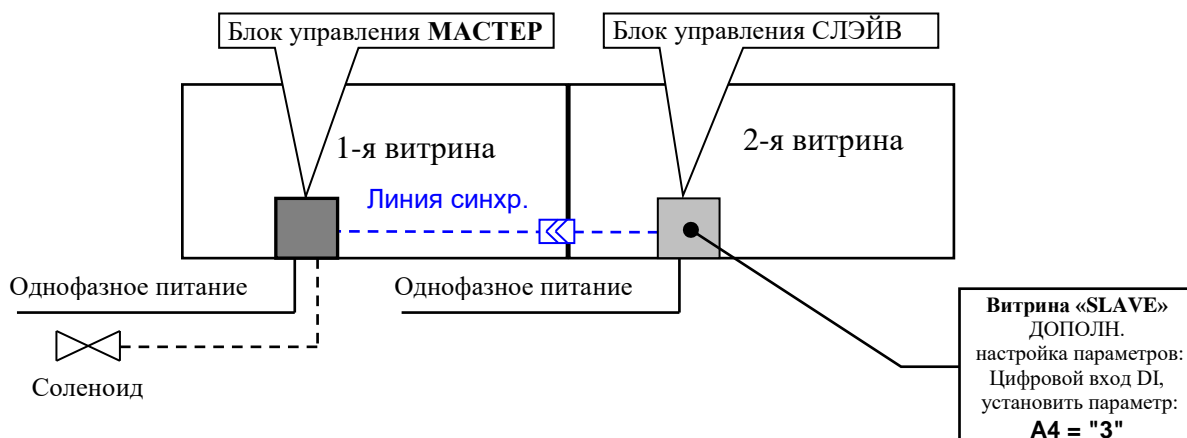 Блок управления МАСТЕР
Блок управления СЛЭЙВ
1-я витрина
2-я витрина
Линия синхр.
Однофазное питание
Однофазное питание
Соленоид
Витрина «SLAVE»
ДОПОЛН.
настройка параметров:
Цифровой вход DI,
установить параметр:
A4 = "3"